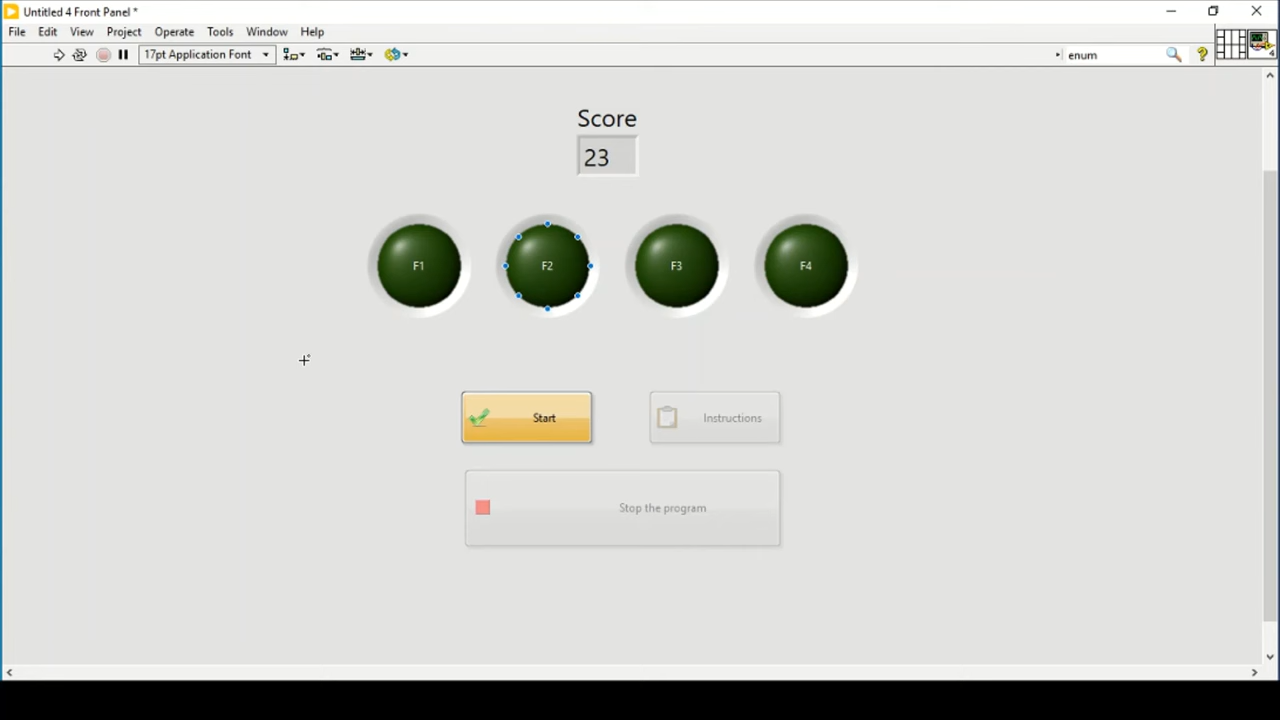 Untitled 4 Front Panel *
File Edit View Project Operate Tools Window Help
17pt Application Font
enum
?
4
Score
23
F1 F2 F3 F4
Start Instructions
Stop the program